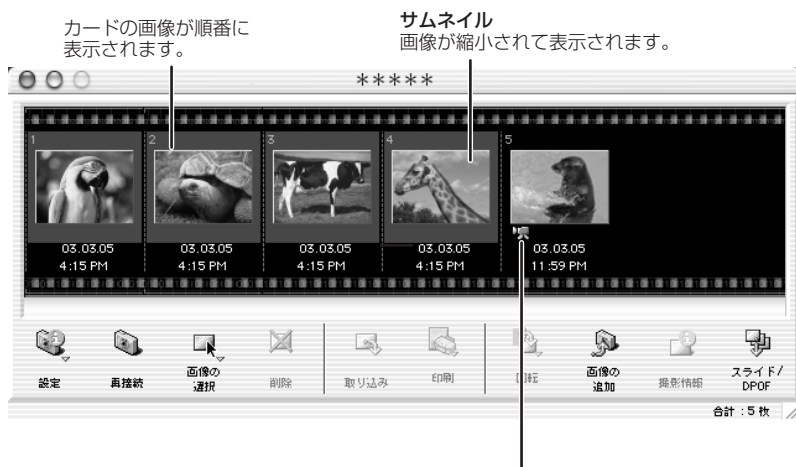 カードの画像が順番に
表示されます。
サムネイル
画像が縮小されて表示されます。
*****
1
2
3
4
5
03.03.05
4:15 PM
03.03.05
4:15 PM
03.03.05
4:15 PM
03.03.05
4:15 PM
03.03.05
11:59 PM
設定
再接続
画像の
選択
削除
取り込み
印刷
回転
画像の
追加
撮影情報
スライド/
DPOF
合計 : 5 枚